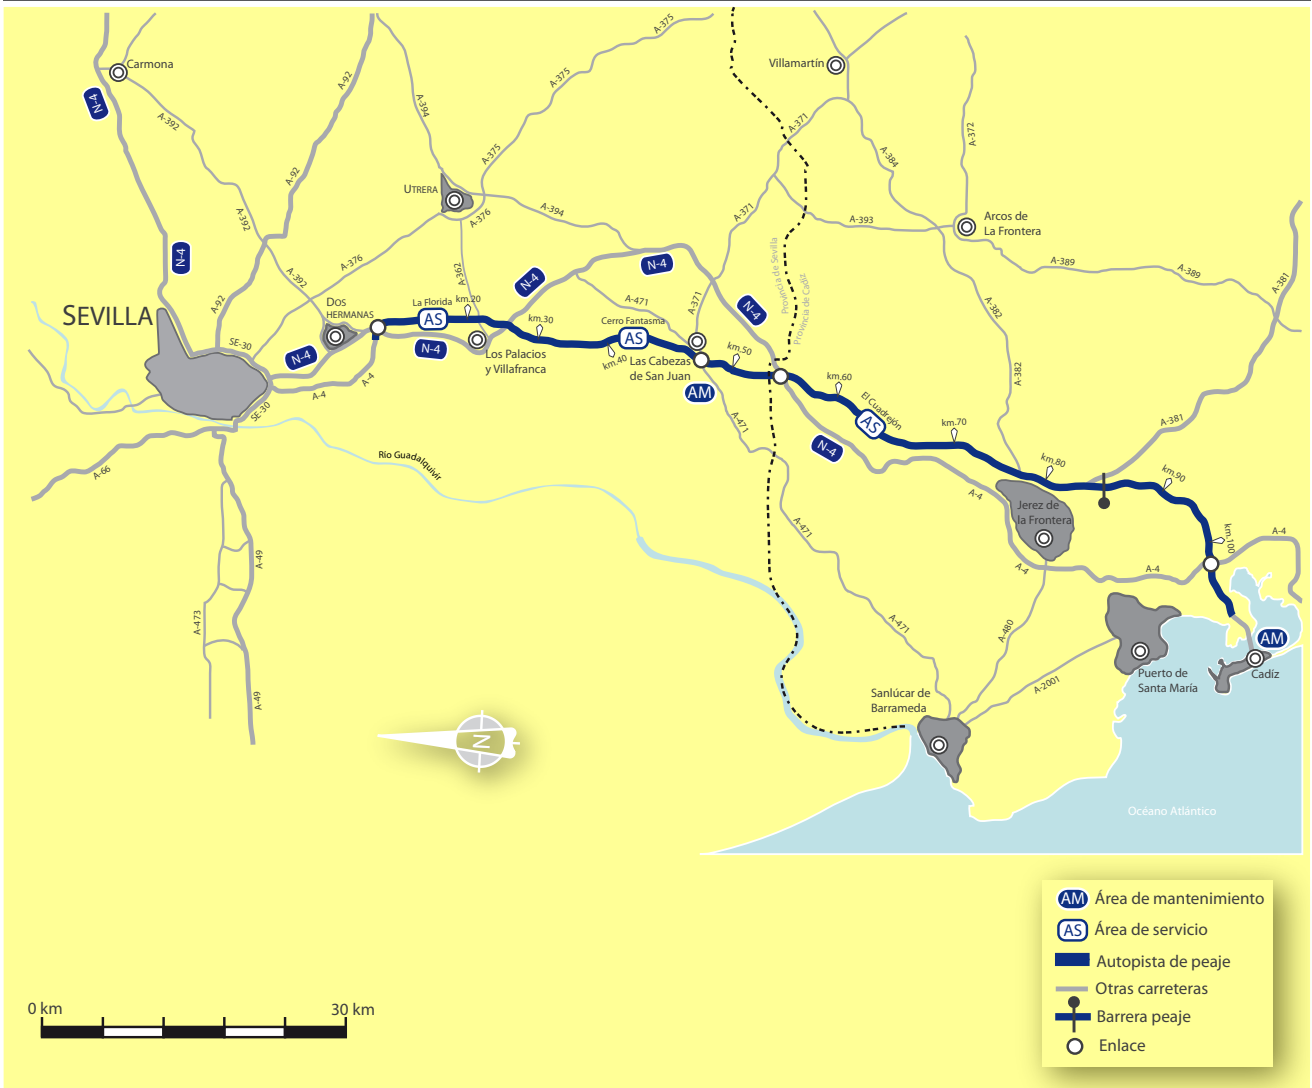 Carmona
N-4
A-392
A-92
A-394
A-375
A-375
A-375
Villamartín
A-371
A-384
A-372
A-92
A-392
UTRERA
A-376
A-394
A-371
A-393
Arcos de
La Frontera
N-4
A-376
A-392
A-362
N-4
N-4
Provincia de Sevilla
Provincia de Cadiz
A-389
A-389
A-381
SEVILLA
A-92
DOS
HERMANAS
La Florida
km.20
AS
N-4
A-471
A-371
N-4
A-382
SE-30
N-4
km.30
Cerro Fantasma
AS
km.40
Los Palacios
y Villafranca
Las Cabezas
de San Juan
km.50
AM
A-4
A-4
SE-30
km.60
El Cuadrejón
AS
A-382
A-471
N-4
km.70
A-381
A-66
Río Guadalquivir
km.80
km.90
A-4
Jerez de
la Frontera
A-471
km.100
A-4
A-49
A-4
A-4
A-473
A-471
A-480
AM
A-49
Sanlúcar de
Barrameda
A-2001
Puerto de
Santa María
Cadíz
N
Océano Atlántico
AM Área de mantenimiento
AS Área de servicio
Autopista de peaje
Otras carreteras
Barrera peaje
Enlace
0 km
30 km